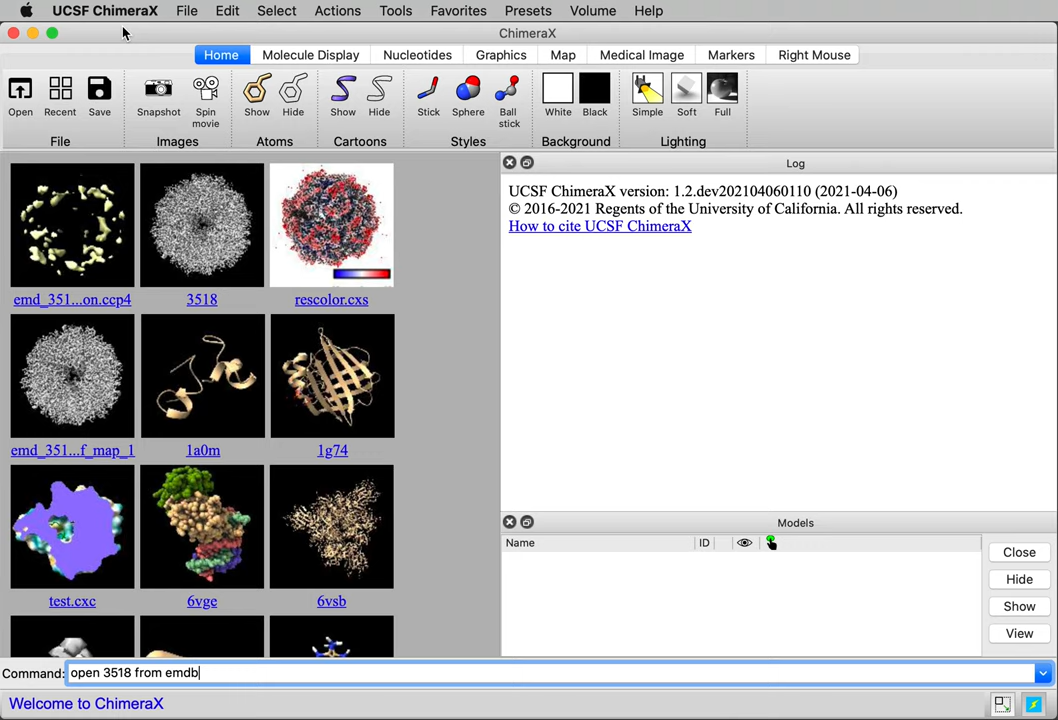 UCSF ChimeraX File Edit Select Actions Tools Favorites Presets Volume Help
ChimeraX
Home Molecule Display Nucleotides Graphics Map Medical Image Markers Right Mouse
Open Recent Save Snapshot Spin movie Show Hide Show Hide Stick Sphere Ball stick White Black Simple Soft Full
File Images Atoms Cartoons Styles Background Lighting
Log
UCSF ChimeraX version: 1.2.dev202104060110 (2021-04-06)
© 2016-2021 Regents of the University of California. All rights reserved.
How to cite UCSF ChimeraX
emd_351...on.ccp4 3518 rescolor.cxs
emd_351...f_map_1 1a0m 1g74
test.cxc 6vge 6vsb
Models
Name ID
Close
Hide
Show
View
Command: open 3518 from emdb
Welcome to ChimeraX